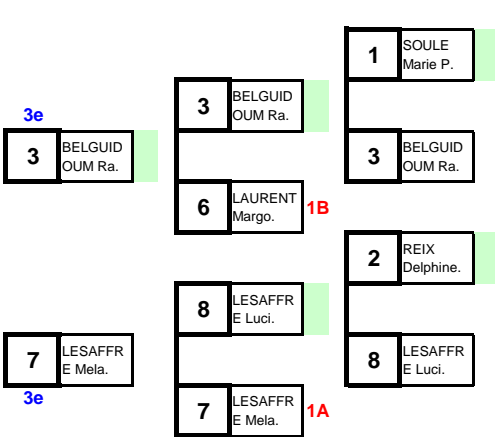 1 SOULE
Marie P.
3 BELGUID
OUM Ra.
3e
3 BELGUID
OUM Ra.
3 BELGUID
OUM Ra.
6 LAURENT 1B
Margo.
2 REIX
Delphine.
8 LESAFFR
E Luci.
7 LESAFFR
E Mela.
8 LESAFFR
E Luci.
3e
7 LESAFFR 1A
E Mela.